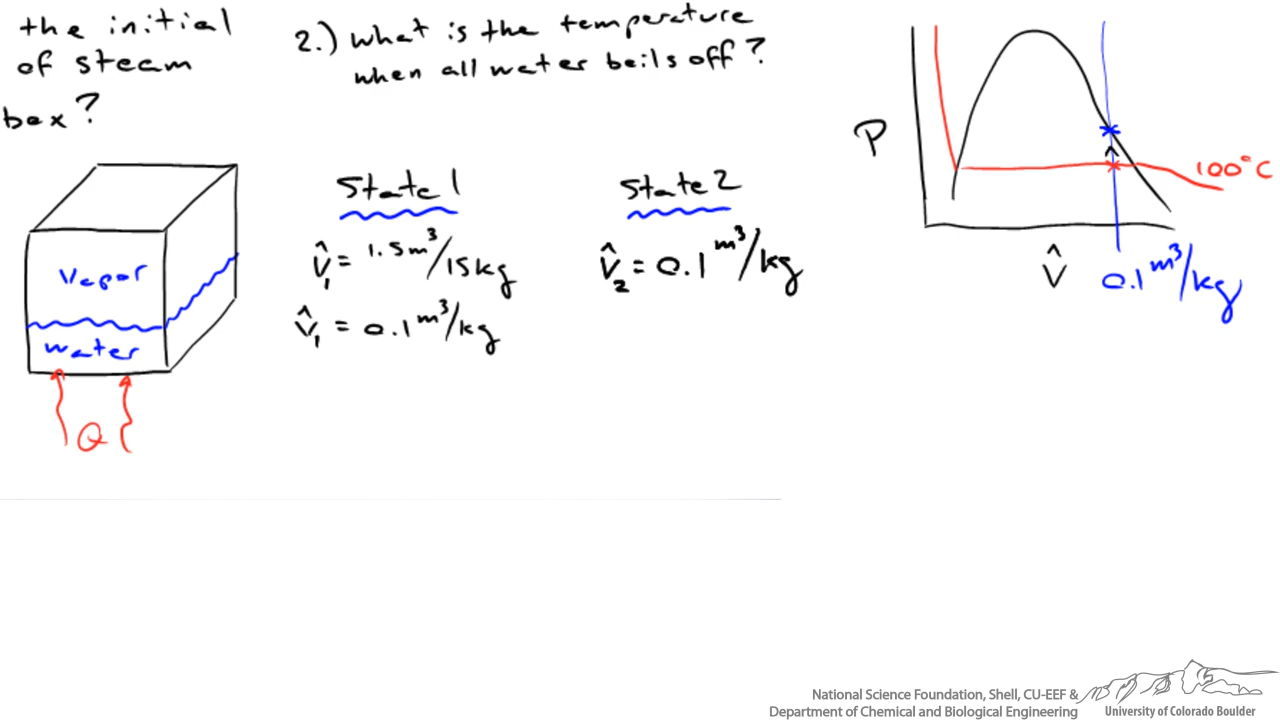 the initial
of steam
box?
2.) What is the temperature
when all water boils off?
Vapor
water
Q
State 1
V̂₁ = 1.5 m³/15 kg
V̂₁ = 0.1 m³/kg
State 2
V̂₂ = 0.1 m³/kg
P
100°C
V̂
0.1 m³/kg
National Science Foundation, Shell, CU-EEF &
Department of Chemical and Biological Engineering
University of Colorado Boulder